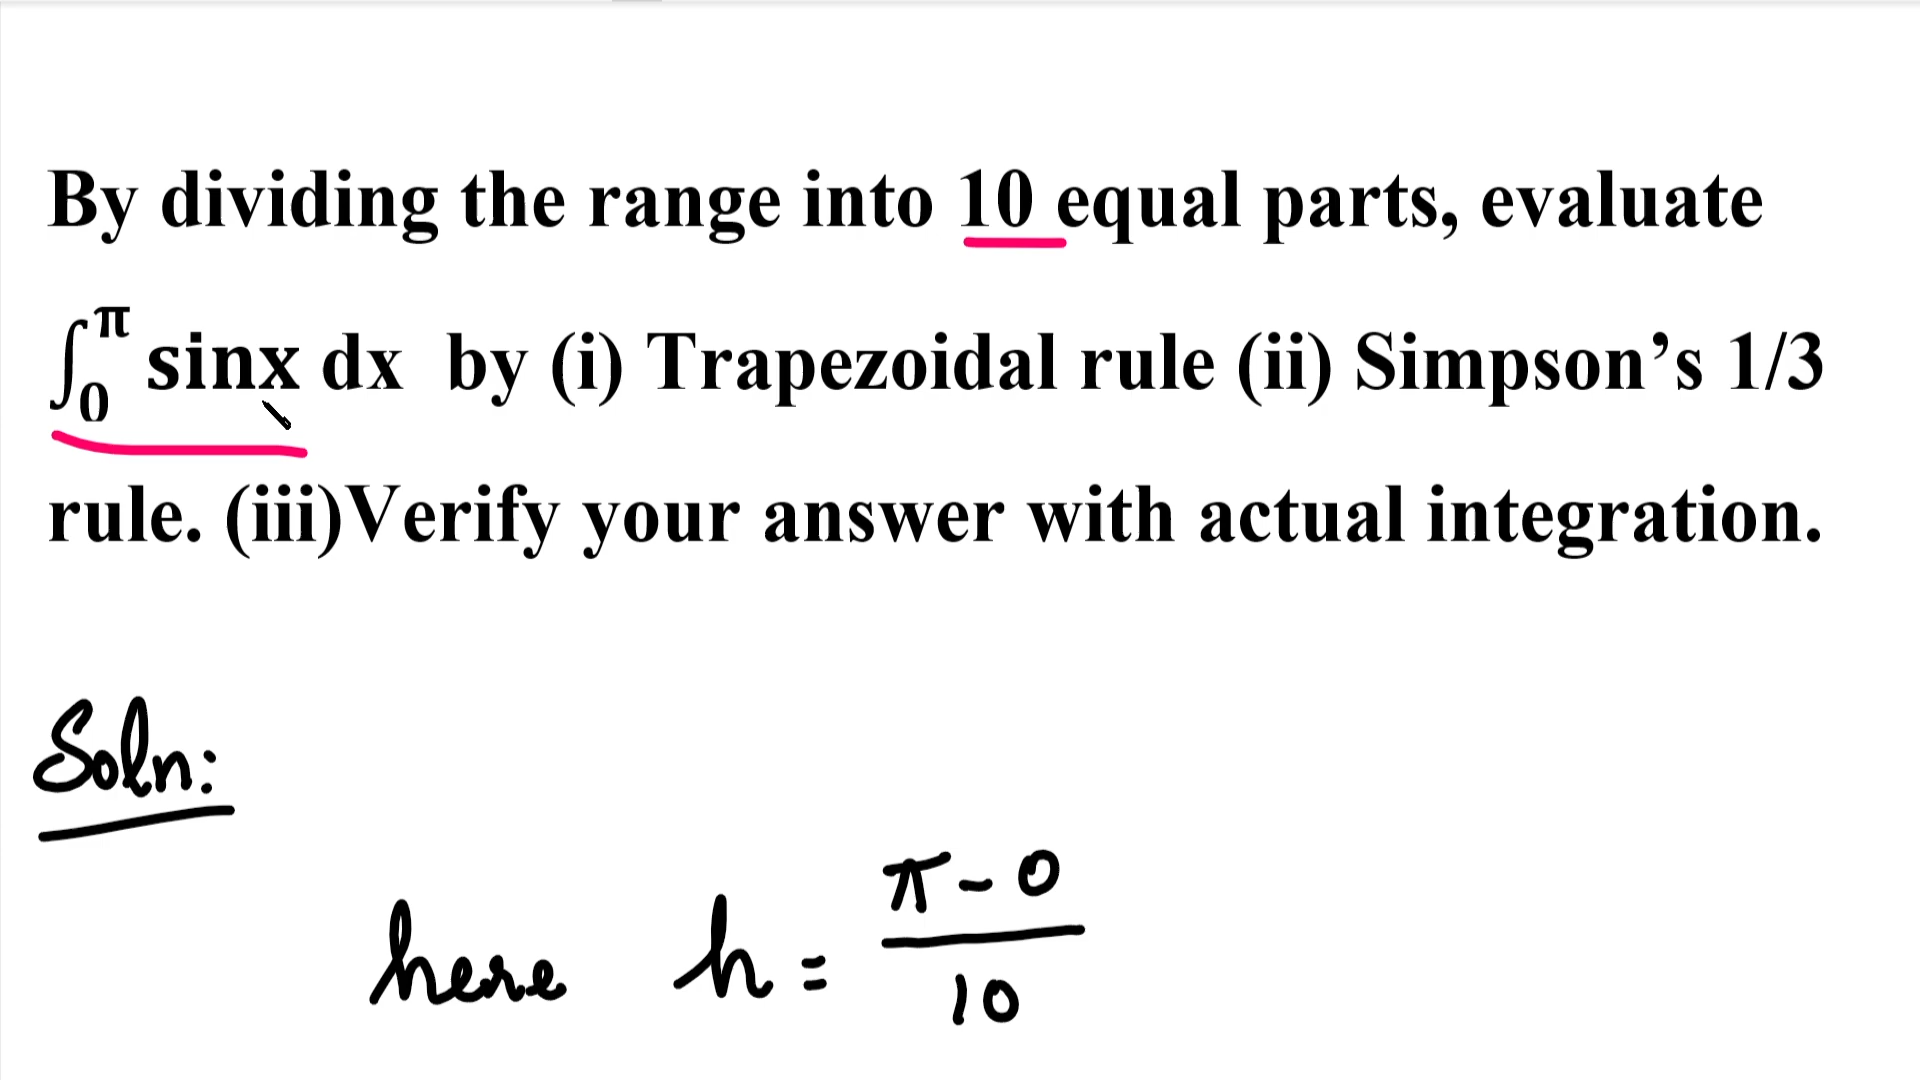 By dividing the range into 10 equal parts, evaluate
∫₀^π sinx dx by (i) Trapezoidal rule (ii) Simpson’s 1/3
rule. (iii)Verify your answer with actual integration.
Soln:
here h = π-0
10